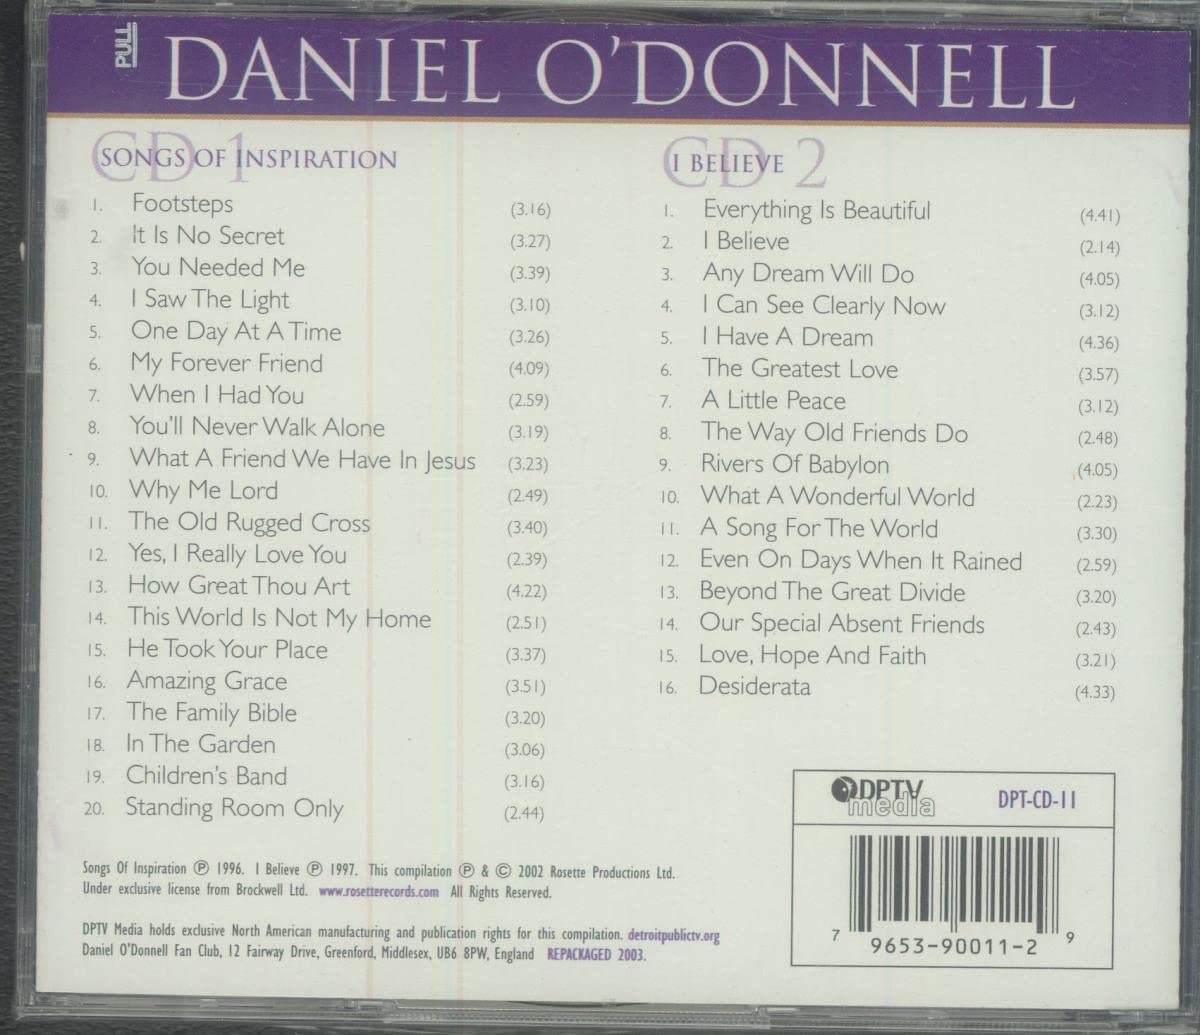 PULL
DANIEL O'DONNELL
CD 1
SONGS OF INSPIRATION
1. Footsteps (3.16)
2. It Is No Secret (3.27)
3. You Needed Me (3.39)
4. I Saw The Light (3.10)
5. One Day At A Time (3.26)
6. My Forever Friend (4.09)
7. When I Had You (2.59)
8. You'll Never Walk Alone (3.19)
9. What A Friend We Have In Jesus (3.23)
10. Why Me Lord (2.49)
11. The Old Rugged Cross (3.40)
12. Yes, I Really Love You (2.39)
13. How Great Thou Art (4.22)
14. This World Is Not My Home (2.51)
15. He Took Your Place (3.37)
16. Amazing Grace (3.51)
17. The Family Bible (3.20)
18. In The Garden (3.06)
19. Children's Band (3.16)
20. Standing Room Only (2.44)
CD 2
I BELIEVE
1. Everything Is Beautiful (4.41)
2. I Believe (2.14)
3. Any Dream Will Do (4.05)
4. I Can See Clearly Now (3.12)
5. I Have A Dream (4.36)
6. The Greatest Love (3.57)
7. A Little Peace (3.12)
8. The Way Old Friends Do (2.48)
9. Rivers Of Babylon (4.05)
10. What A Wonderful World (2.23)
11. A Song For The World (3.30)
12. Even On Days When It Rained (2.59)
13. Beyond The Great Divide (3.20)
14. Our Special Absent Friends (2.43)
15. Love, Hope And Faith (3.21)
16. Desiderata (4.33)
Songs Of Inspiration ℗ 1996. I Believe ℗ 1997. This compilation ℗ & © 2002 Rosette Productions Ltd.
Under exclusive license from Brockwell Ltd. www.rosetterecords.com All Rights Reserved.
DPTV Media holds exclusive North American manufacturing and publication rights for this compilation. detroitpublictv.org
Daniel O'Donnell Fan Club, 12 Fairway Drive, Greenford, Middlesex, UB6 8PW, England REPACKAGED 2003.
DPTV media
DPT-CD-11
7 9653-90011-2 9